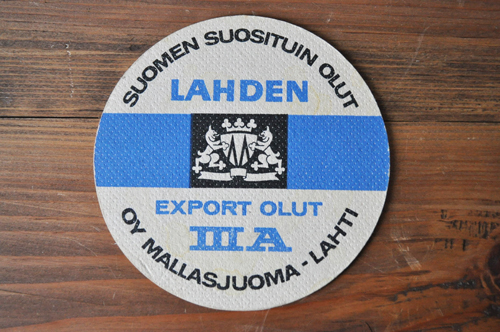 SUOMEN SUOSITUIN OLUT
LAHDEN
EXPORT OLUT
III A
OY MALLASJUOMA - LAHTI